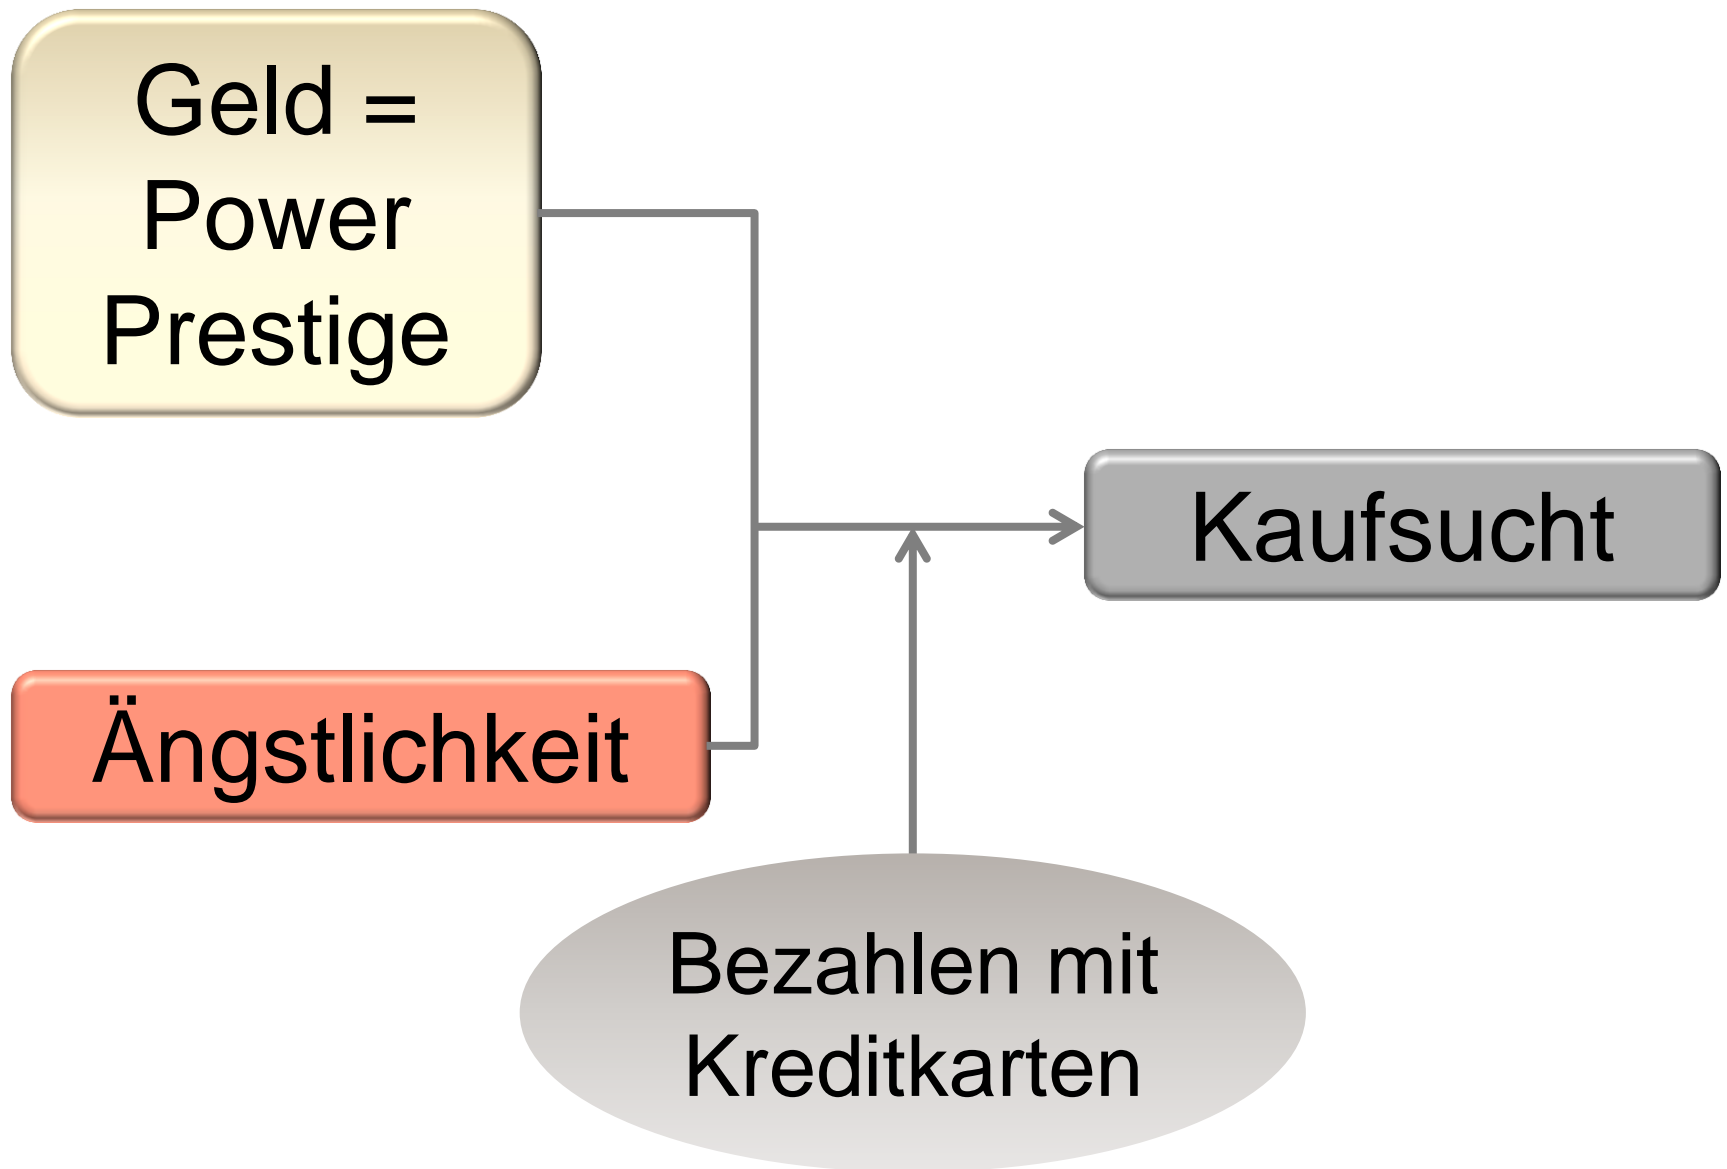 Geld =
Power
Prestige
Kaufsucht
Ängstlichkeit
Bezahlen mit
Kreditkarten